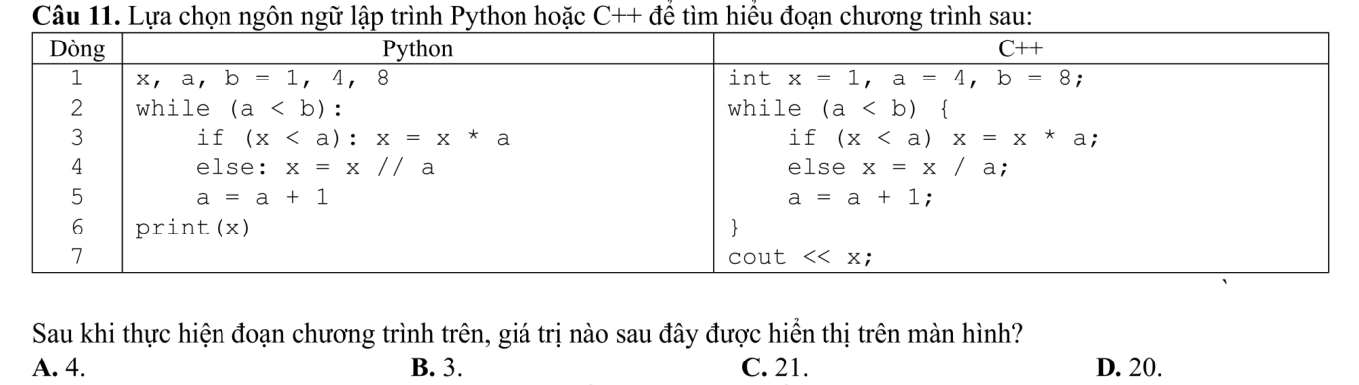 Câu 11. Lựa chọn ngôn ngữ lập trình Python hoặc C++ để tìm hiểu đoạn chương trình sau:
Dòng Python C++
1 x, a, b = 1, 4, 8 int x = 1, a = 4, b = 8;
2 while (a < b): while (a < b) {
3 if (x < a): x = x * a if (x < a) x = x * a;
4 else: x = x // a else x = x / a;
5 a = a + 1 a = a + 1;
6 print(x) }
7 cout << x;
Sau khi thực hiện đoạn chương trình trên, giá trị nào sau đây được hiển thị trên màn hình?
A. 4. B. 3. C. 21. D. 20.